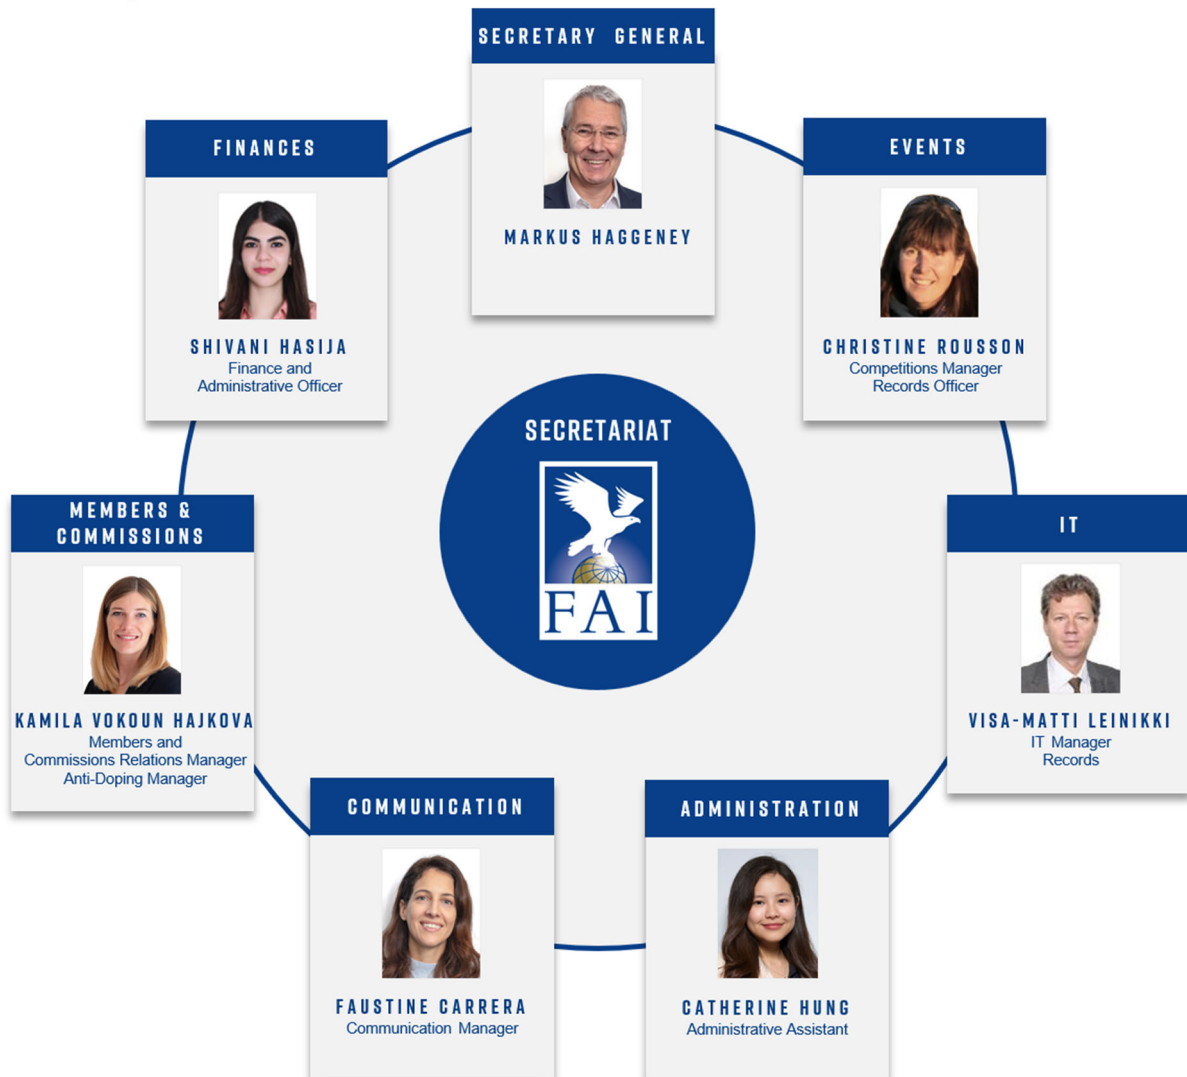 SECRETARY GENERAL
MARKUS HAGGENEY
FINANCES
SHIVANI HASIJA
Finance and
Administrative Officer
EVENTS
CHRISTINE ROUSSON
Competitions Manager
Records Officer
SECRETARIAT
FAI
MEMBERS &
COMMISSIONS
KAMILA VOKOUN HAJKOVA
Members and
Commissions Relations Manager
Anti-Doping Manager
IT
VISA-MATTI LEINIKKI
IT Manager
Records
COMMUNICATION
FAUSTINE CARRERA
Communication Manager
ADMINISTRATION
CATHERINE HUNG
Administrative Assistant